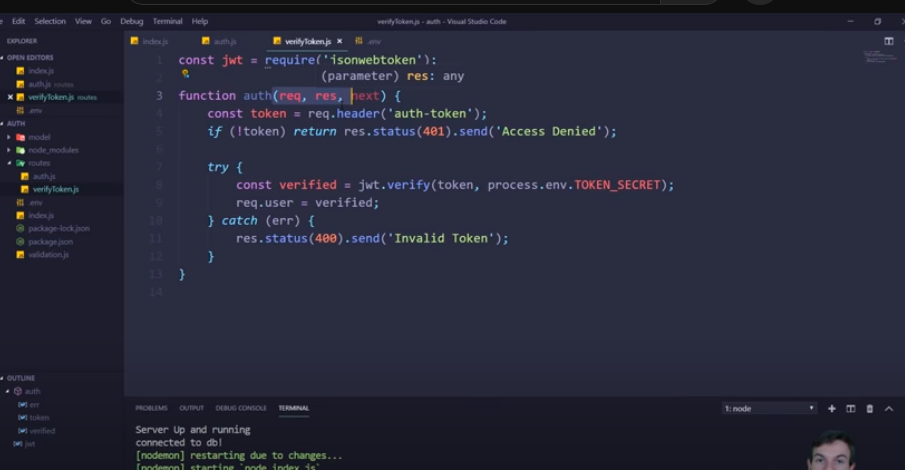 Edit Selection View Go Debug Terminal Help
verifyToken.js - auth - Visual Studio Code
EXPLORER
OPEN EDITORS
index.js
auth.js routes
verifyToken.js routes
.env
AUTH
model
node_modules
routes
auth.js
verifyToken.js
.env
index.js
package-lock.json
package.json
validation.js
OUTLINE
auth
err
token
verified
jwt
index.js auth.js verifyToken.js × .env
1 const jwt = require('jsonwebtoken');
2 (parameter) res: any
3 function auth(req, res, next) {
4 const token = req.header('auth-token');
5 if (!token) return res.status(401).send('Access Denied');
6
7 try {
8 const verified = jwt.verify(token, process.env.TOKEN_SECRET);
9 req.user = verified;
10 } catch (err) {
11 res.status(400).send('Invalid Token');
12 }
13 }
14
PROBLEMS OUTPUT DEBUG CONSOLE TERMINAL
1: node
Server Up and running
connected to db!
[nodemon] restarting due to changes...
[nodemon] starting `node index.js`